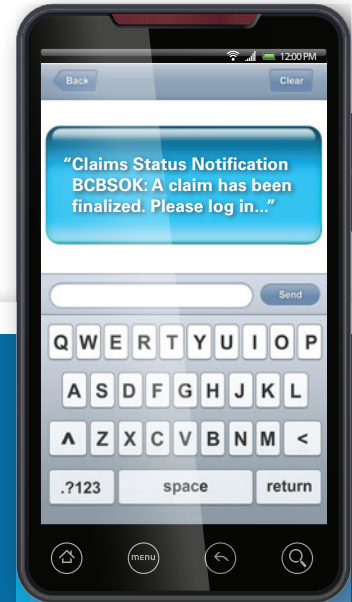 12:00 PM
Back Clear
“Claims Status Notification
BCBSOK: A claim has been
finalized. Please log in...”
Send
Q W E R T Y U I O P
A S D F G H J K L
^ Z X C V B N M <
.?123 space return
menu